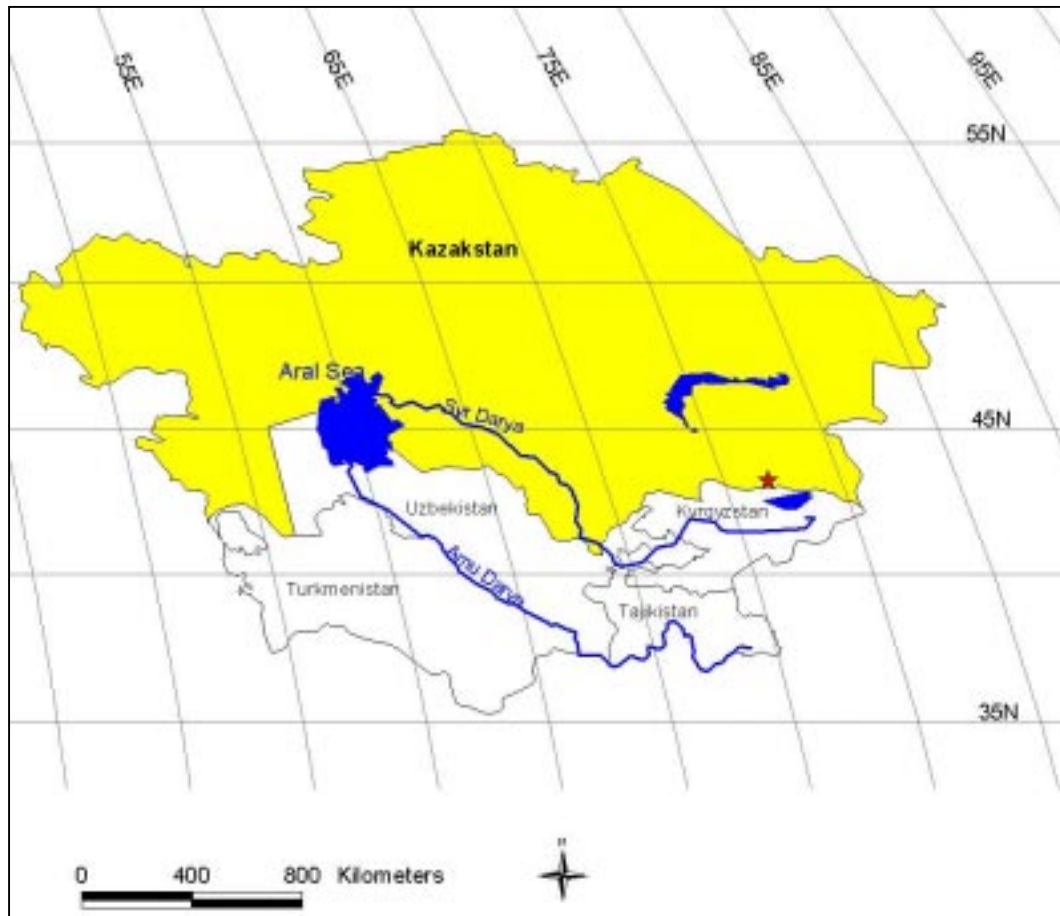 55E
65E
75E
85E
95E
55N
Kazakstan
Aral Sea
Syr Darya
45N
Uzbekistan
Kyrgyzstan
Amu Darya
Turkmenistan
Tajikistan
35N
0 400 800 Kilometers